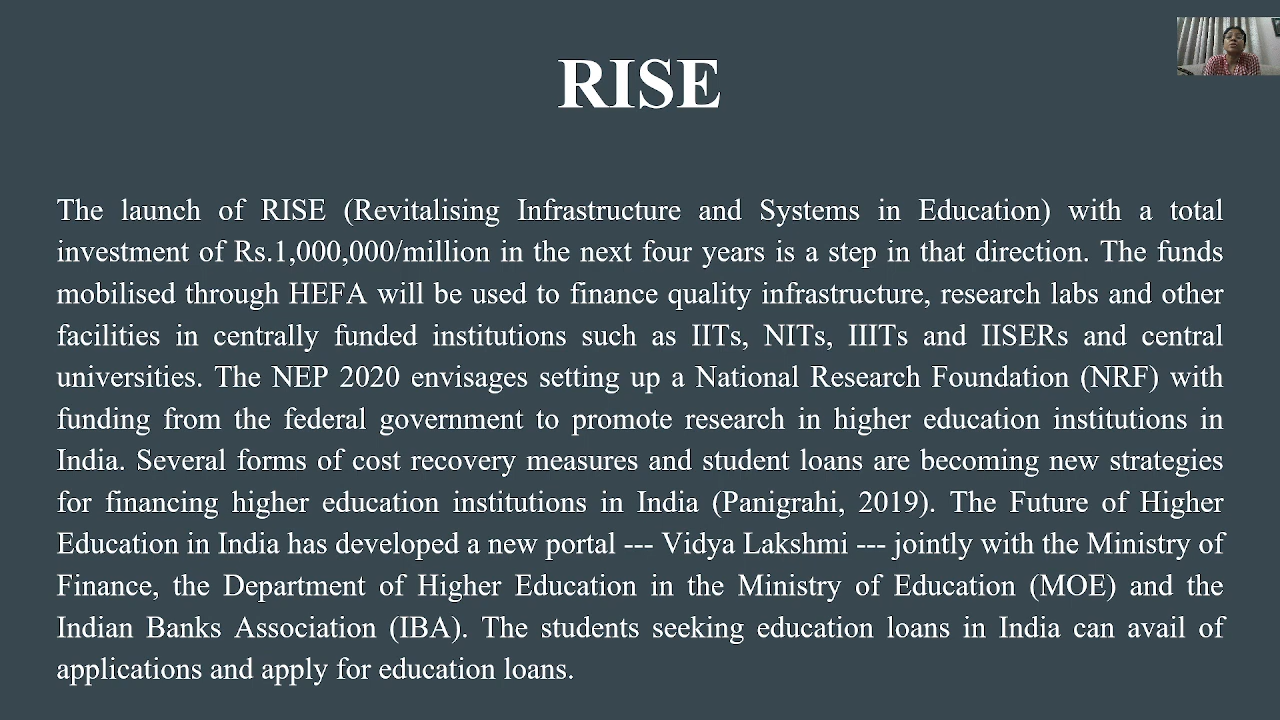 RISE
The launch of RISE (Revitalising Infrastructure and Systems in Education) with a total
investment of Rs.1,000,000/million in the next four years is a step in that direction. The funds
mobilised through HEFA will be used to finance quality infrastructure, research labs and other
facilities in centrally funded institutions such as IITs, NITs, IIITs and IISERs and central
universities. The NEP 2020 envisages setting up a National Research Foundation (NRF) with
funding from the federal government to promote research in higher education institutions in
India. Several forms of cost recovery measures and student loans are becoming new strategies
for financing higher education institutions in India (Panigrahi, 2019). The Future of Higher
Education in India has developed a new portal --- Vidya Lakshmi --- jointly with the Ministry of
Finance, the Department of Higher Education in the Ministry of Education (MOE) and the
Indian Banks Association (IBA). The students seeking education loans in India can avail of
applications and apply for education loans.